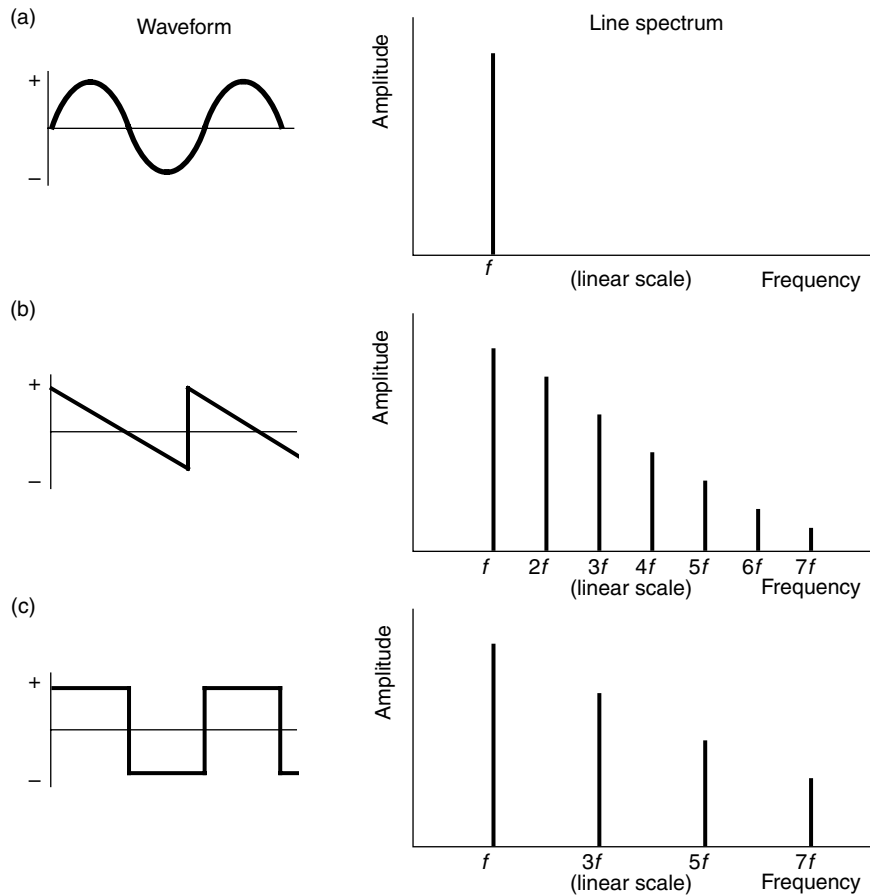 (a)
Waveform
Line spectrum
+
–
Amplitude
f
(linear scale) Frequency
(b)
+
–
Amplitude
f 2f 3f 4f 5f 6f 7f
(linear scale) Frequency
(c)
+
–
Amplitude
f 3f 5f 7f
(linear scale) Frequency